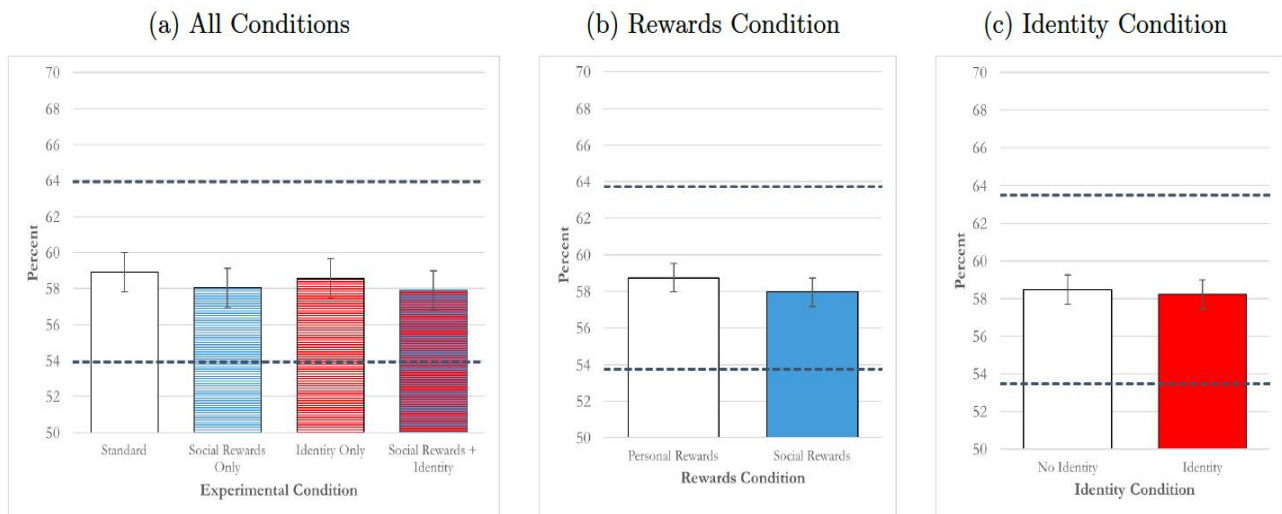 (a) All Conditions
70
68
66
64
62
60
58
56
54
52
50
Percent
Standard
Social Rewards
Only
Identity Only
Social Rewards +
Identity
Experimental Condition
(b) Rewards Condition
70
68
66
64
62
60
58
56
54
52
50
Percent
Personal Rewards
Social Rewards
Rewards Condition
(c) Identity Condition
70
68
66
64
62
60
58
56
54
52
50
Percent
No Identity
Identity
Identity Condition